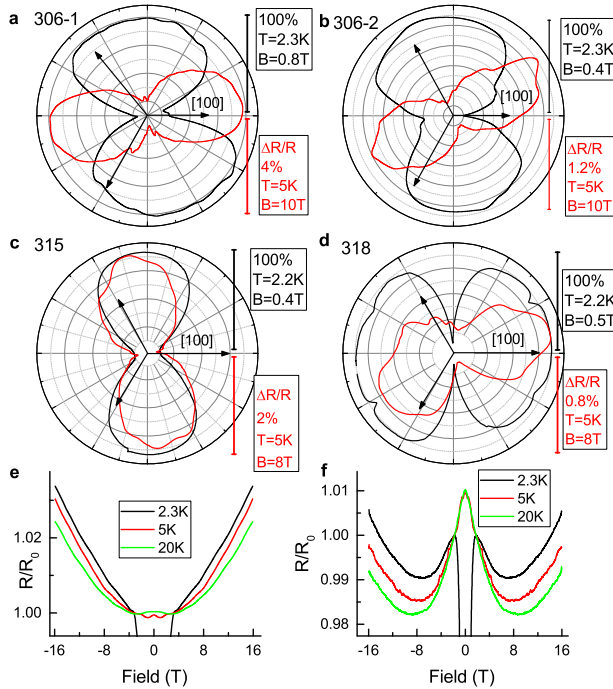 a 306-1
100%
T=2.3K
B=0.8T
[100]
ΔR/R
4%
T=5K
B=10T
b 306-2
100%
T=2.3K
B=0.4T
[100]
ΔR/R
1.2%
T=5K
B=10T
c 315
100%
T=2.2K
B=0.4T
[100]
ΔR/R
2%
T=5K
B=8T
d 318
100%
T=2.2K
B=0.5T
[100]
ΔR/R
0.8%
T=5K
B=8T
e
2.3K
5K
20K
1.02
1.00
R/R0
-16 -8 0 8 16
Field (T)
f
2.3K
5K
20K
1.01
1.00
0.99
0.98
R/R0
-16 -8 0 8 16
Field (T)